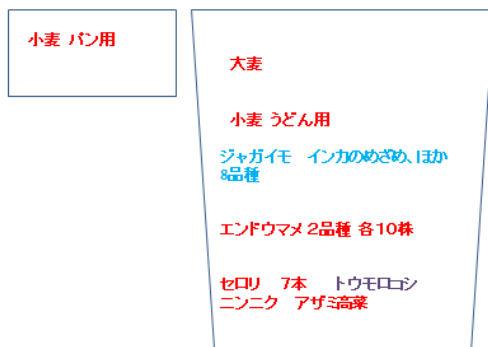 小麦 パン用
大麦
小麦 うどん用
ジャガイモ　インカのめざめ、ほか
8品種
エンドウマメ 2品種 各10株
セロリ　7本　トウモロコシ
ニンニク　アザミ高菜